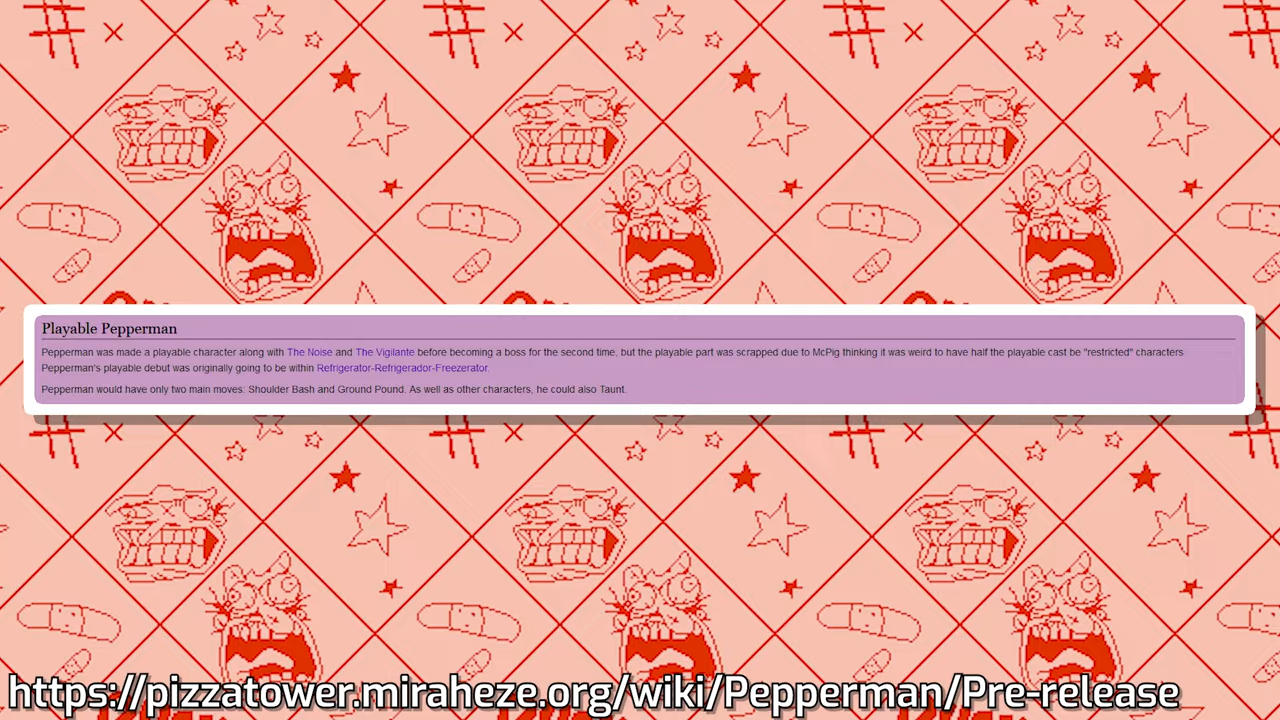 Playable Pepperman
Pepperman was made a playable character along with The Noise and The Vigilante before becoming a boss for the second time, but the playable part was scrapped due to McPig thinking it was weird to have half the playable cast be "restricted" characters.
Pepperman's playable debut was originally going to be within Refrigerator-Refrigerador-Freezerator.
Pepperman would have only two main moves: Shoulder Bash and Ground Pound. As well as other characters, he could also Taunt.
https://pizzatower.miraheze.org/wiki/Pepperman/Pre-release